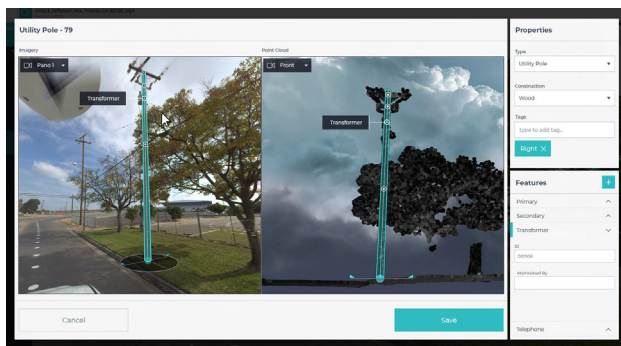 Utility Pole - 79
Imagery
Pano 1
Transformer
Point Cloud
Front
Transformer
Cancel
Save
Properties
Type
Utility Pole
Construction
Wood
Tags
type to add tag...
Right
Features
+
Primary
Secondary
Transformer
ID
Maintained By
Telephone